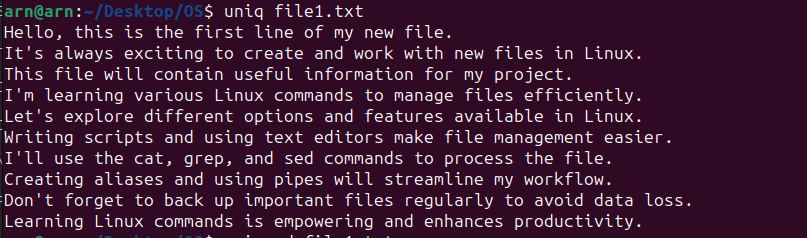 arn@arn:~/Desktop/OS$ uniq file1.txt
Hello, this is the first line of my new file.
It's always exciting to create and work with new files in Linux.
This file will contain useful information for my project.
I'm learning various Linux commands to manage files efficiently.
Let's explore different options and features available in Linux.
Writing scripts and using text editors make file management easier.
I'll use the cat, grep, and sed commands to process the file.
Creating aliases and using pipes will streamline my workflow.
Don't forget to back up important files regularly to avoid data loss.
Learning Linux commands is empowering and enhances productivity.